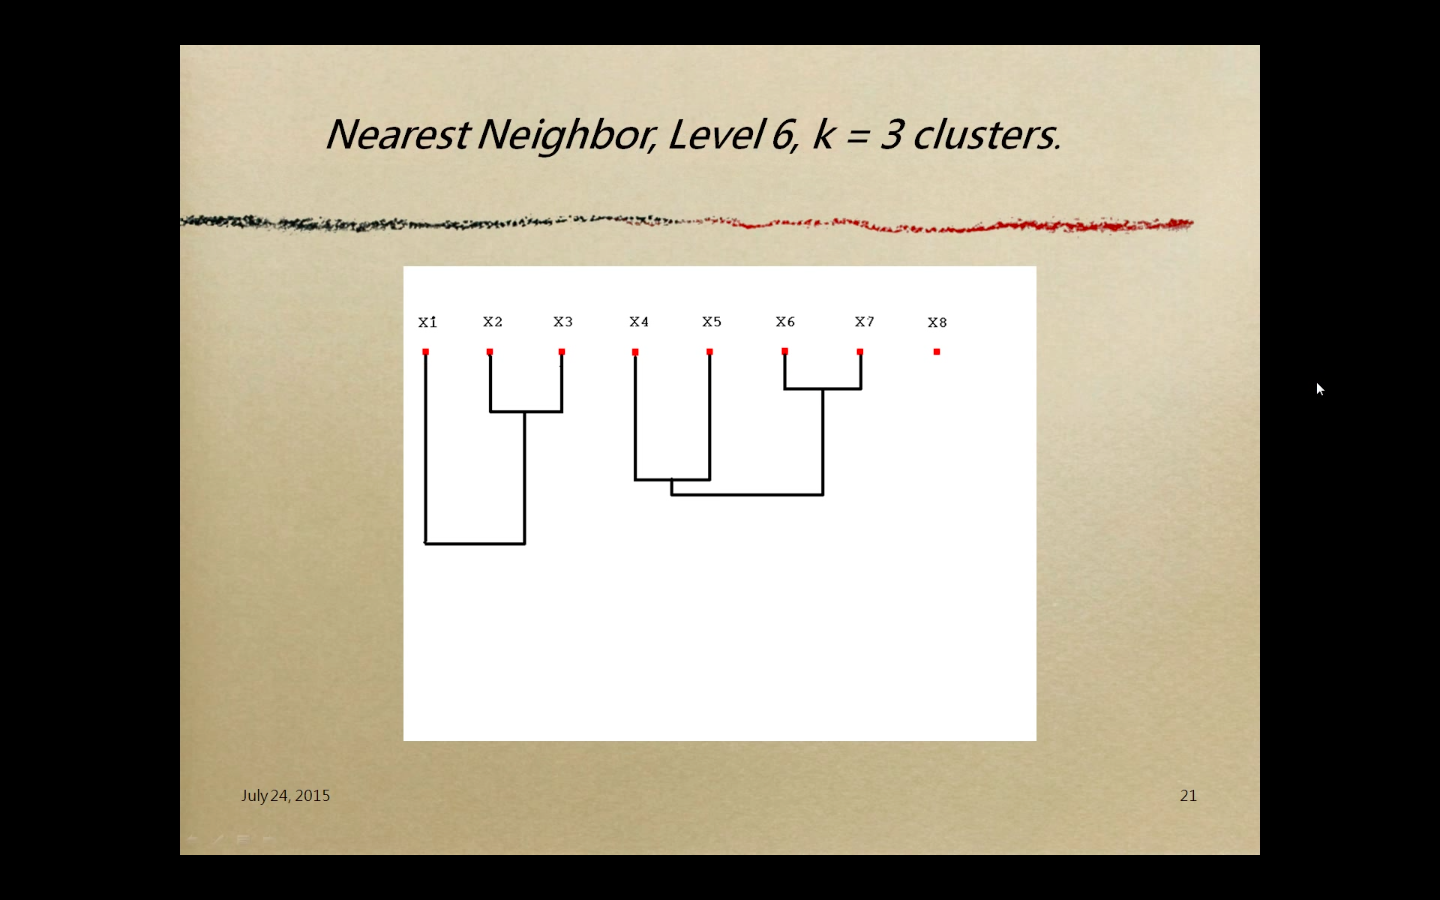 Nearest Neighbor, Level 6, k = 3 clusters.
X1 X2 X3 X4 X5 X6 X7 X8
July 24, 2015
21